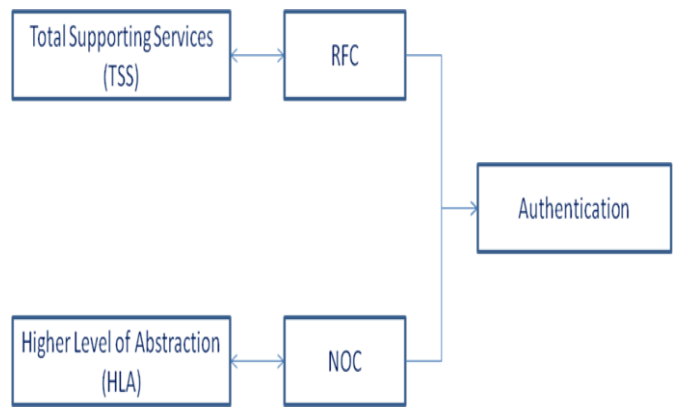 Total Supporting Services
(TSS)
RFC
Authentication
Higher Level of Abstraction
(HLA)
NOC